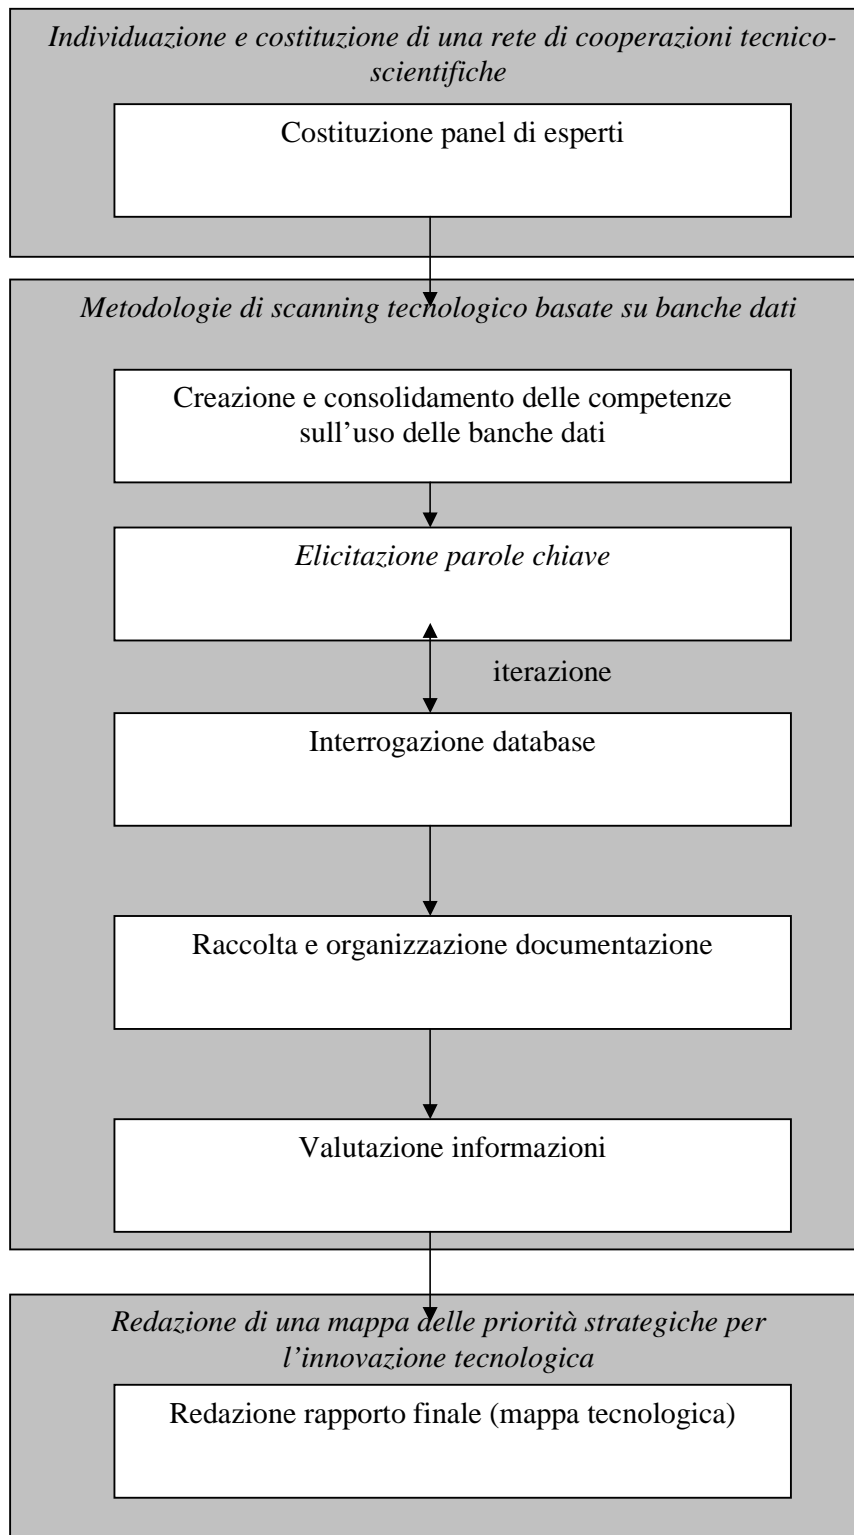 Individuazione e costituzione di una rete di cooperazioni tecnico-
scientifiche
Costituzione panel di esperti
Metodologie di scanning tecnologico basate su banche dati
Creazione e consolidamento delle competenze
sull’uso delle banche dati
Elicitazione parole chiave
iterazione
Interrogazione database
Raccolta e organizzazione documentazione
Valutazione informazioni
Redazione di una mappa delle priorità strategiche per
l’innovazione tecnologica
Redazione rapporto finale (mappa tecnologica)